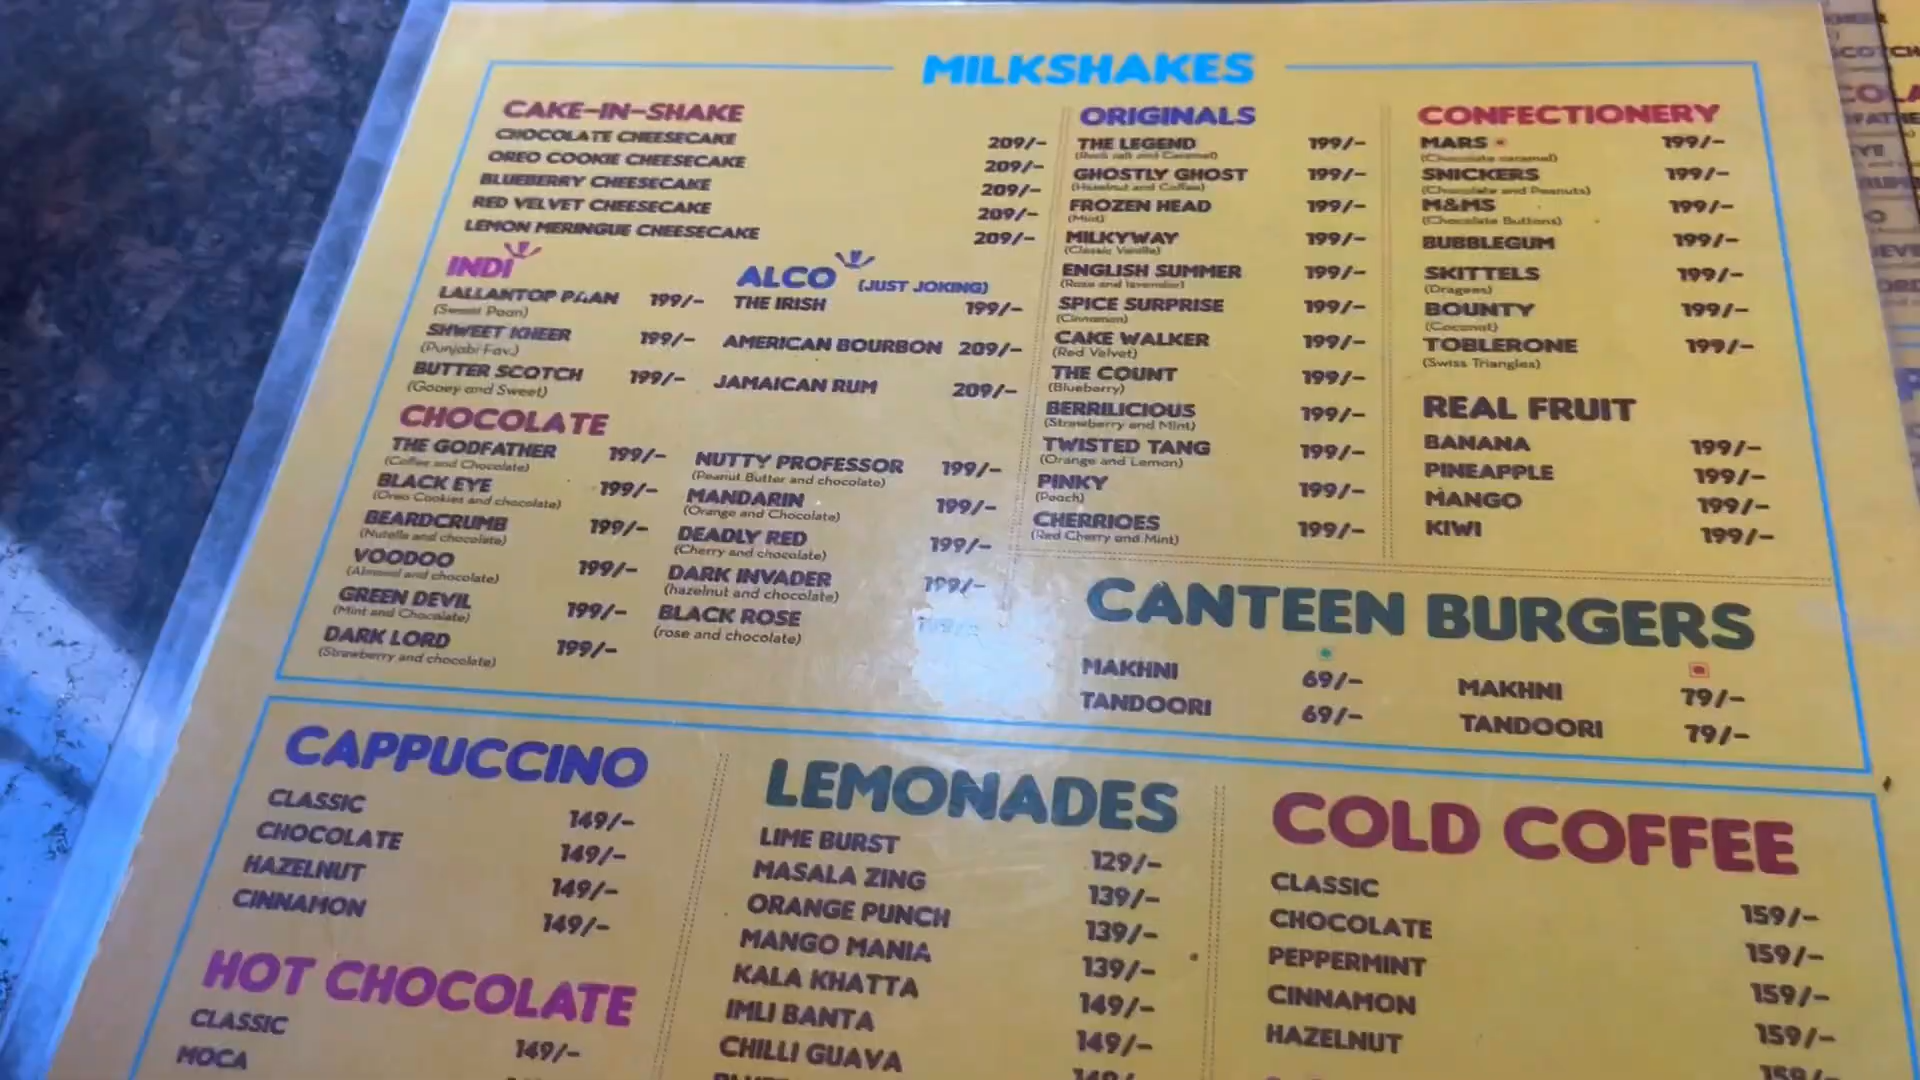 MILKSHAKES
CAKE-IN-SHAKE
CHOCOLATE CHEESECAKE 209/-
OREO COOKIE CHEESECAKE 209/-
BLUEBERRY CHEESECAKE 209/-
RED VELVET CHEESECAKE 209/-
LEMON MERINGUE CHEESECAKE 209/-
INDI
LALLANTOP PAAN 199/-
(Sweet Paan)
SHWEET KHEER 199/-
(Punjabi Fav.)
BUTTER SCOTCH 199/-
(Gooey and Sweet)
ALCO (JUST JOKING)
THE IRISH 199/-
AMERICAN BOURBON 209/-
JAMAICAN RUM 209/-
CHOCOLATE
THE GODFATHER 199/-
(Coffee and Chocolate)
BLACK EYE 199/-
(Oreo Cookies and chocolate)
BEARDCRUMB 199/-
(Nutella and chocolate)
VOODOO 199/-
(Almond and chocolate)
GREEN DEVIL 199/-
(Mint and Chocolate)
DARK LORD 199/-
(Strawberry and chocolate)
NUTTY PROFESSOR 199/-
(Peanut Butter and chocolate)
MANDARIN 199/-
(Orange and Chocolate)
DEADLY RED 199/-
(Cherry and chocolate)
DARK INVADER 199/-
(hazelnut and chocolate)
BLACK ROSE
(rose and chocolate)
ORIGINALS
THE LEGEND 199/-
(Rock salt and Caramel)
GHOSTLY GHOST 199/-
(Hazelnut and Coffee)
FROZEN HEAD 199/-
(Mint)
MILKYWAY 199/-
(Classic Vanilla)
ENGLISH SUMMER 199/-
(Rose and lavender)
SPICE SURPRISE 199/-
(Cinnamon)
CAKE WALKER 199/-
(Red Velvet)
THE COUNT 199/-
(Blueberry)
BERRILICIOUS 199/-
(Strawberry and Mint)
TWISTED TANG 199/-
(Orange and Lemon)
PINKY 199/-
(Peach)
CHERRIOES 199/-
(Red Cherry and Mint)
CONFECTIONERY
MARS 199/-
(Chocolate caramel)
SNICKERS 199/-
(Chocolate and Peanuts)
M&MS 199/-
(Chocolate Buttons)
BUBBLEGUM 199/-
SKITTELS 199/-
(Dragees)
BOUNTY 199/-
(Coconut)
TOBLERONE 199/-
(Swiss Triangles)
REAL FRUIT
BANANA 199/-
PINEAPPLE 199/-
MANGO 199/-
KIWI 199/-
CANTEEN BURGERS
MAKHNI 69/- MAKHNI 79/-
TANDOORI 69/- TANDOORI 79/-
CAPPUCCINO
CLASSIC 149/-
CHOCOLATE 149/-
HAZELNUT 149/-
CINNAMON 149/-
HOT CHOCOLATE
CLASSIC 149/-
MOCA
LEMONADES
LIME BURST 129/-
MASALA ZING 139/-
ORANGE PUNCH 139/-
MANGO MANIA 139/-
KALA KHATTA 149/-
IMLI BANTA 149/-
CHILLI GUAVA 149/-
COLD COFFEE
CLASSIC 159/-
CHOCOLATE 159/-
PEPPERMINT 159/-
CINNAMON 159/-
HAZELNUT 159/-